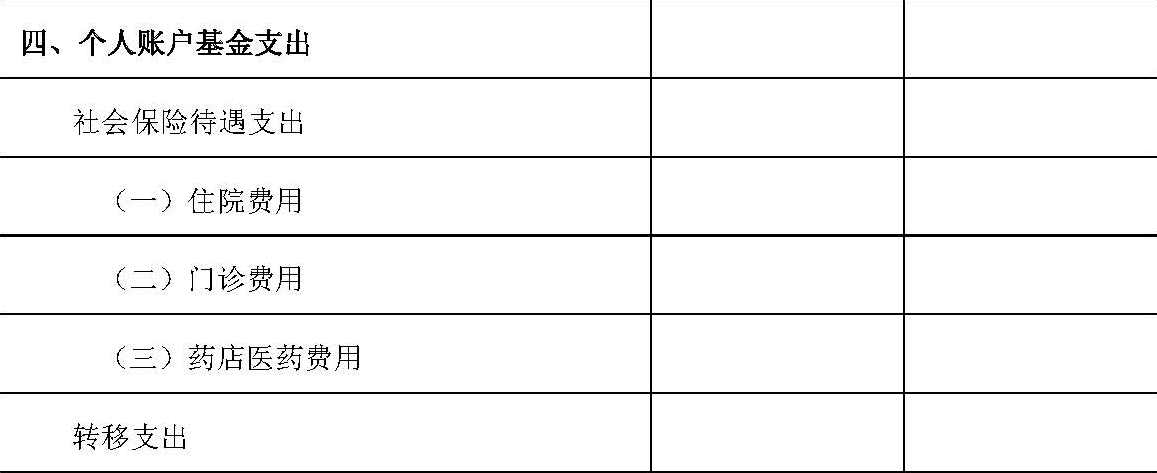 四、个人账户基金支出
社会保险待遇支出
（一）住院费用
（二）门诊费用
（三）药店医药费用
转移支出